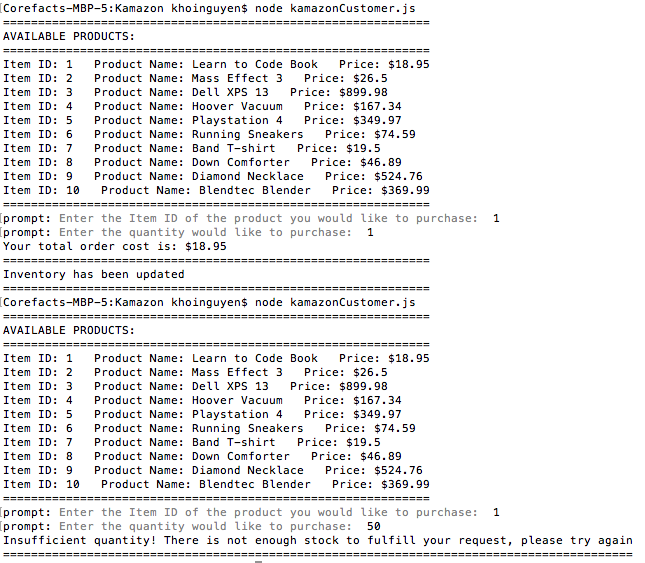 Corefacts-MBP-5:Kamazon khoinguyen$ node kamazonCustomer.js
=============================================================
AVAILABLE PRODUCTS:
=============================================================
Item ID: 1   Product Name: Learn to Code Book   Price: $18.95
Item ID: 2   Product Name: Mass Effect 3   Price: $26.5
Item ID: 3   Product Name: Dell XPS 13   Price: $899.98
Item ID: 4   Product Name: Hoover Vacuum   Price: $167.34
Item ID: 5   Product Name: Playstation 4   Price: $349.97
Item ID: 6   Product Name: Running Sneakers   Price: $74.59
Item ID: 7   Product Name: Band T-shirt   Price: $19.5
Item ID: 8   Product Name: Down Comforter   Price: $46.89
Item ID: 9   Product Name: Diamond Necklace   Price: $524.76
Item ID: 10   Product Name: Blendtec Blender   Price: $369.99
=============================================================
prompt: Enter the Item ID of the product you would like to purchase:  1
prompt: Enter the quantity would like to purchase:  1
Your total order cost is: $18.95
=============================================================
Inventory has been updated
=============================================================
Corefacts-MBP-5:Kamazon khoinguyen$ node kamazonCustomer.js
=============================================================
AVAILABLE PRODUCTS:
=============================================================
Item ID: 1   Product Name: Learn to Code Book   Price: $18.95
Item ID: 2   Product Name: Mass Effect 3   Price: $26.5
Item ID: 3   Product Name: Dell XPS 13   Price: $899.98
Item ID: 4   Product Name: Hoover Vacuum   Price: $167.34
Item ID: 5   Product Name: Playstation 4   Price: $349.97
Item ID: 6   Product Name: Running Sneakers   Price: $74.59
Item ID: 7   Product Name: Band T-shirt   Price: $19.5
Item ID: 8   Product Name: Down Comforter   Price: $46.89
Item ID: 9   Product Name: Diamond Necklace   Price: $524.76
Item ID: 10   Product Name: Blendtec Blender   Price: $369.99
=============================================================
prompt: Enter the Item ID of the product you would like to purchase:  1
prompt: Enter the quantity would like to purchase:  50
Insufficient quantity! There is not enough stock to fulfill your request, please try again
==========================================================================================